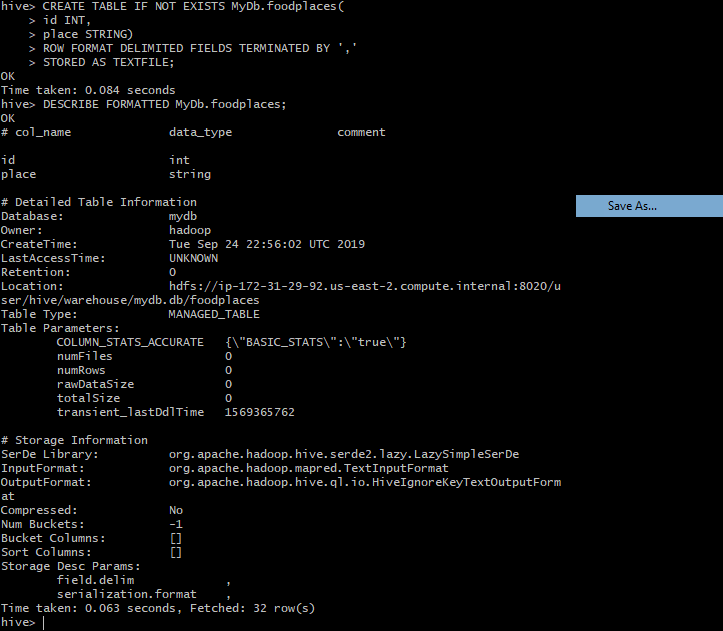 hive> CREATE TABLE IF NOT EXISTS MyDb.foodplaces(
    > id INT,
    > place STRING)
    > ROW FORMAT DELIMITED FIELDS TERMINATED BY ','
    > STORED AS TEXTFILE;
OK
Time taken: 0.084 seconds
hive> DESCRIBE FORMATTED MyDb.foodplaces;
OK
# col_name              data_type               comment

id                      int
place                   string

# Detailed Table Information
Database:               mydb
Owner:                  hadoop
CreateTime:             Tue Sep 24 22:56:02 UTC 2019
LastAccessTime:         UNKNOWN
Retention:              0
Location:               hdfs://ip-172-31-29-92.us-east-2.compute.internal:8020/u
ser/hive/warehouse/mydb.db/foodplaces
Table Type:             MANAGED_TABLE
Table Parameters:
        COLUMN_STATS_ACCURATE   {\"BASIC_STATS\":\"true\"}
        numFiles                0
        numRows                 0
        rawDataSize             0
        totalSize               0
        transient_lastDdlTime   1569365762

# Storage Information
SerDe Library:          org.apache.hadoop.hive.serde2.lazy.LazySimpleSerDe
InputFormat:            org.apache.hadoop.mapred.TextInputFormat
OutputFormat:           org.apache.hadoop.hive.ql.io.HiveIgnoreKeyTextOutputForm
at
Compressed:             No
Num Buckets:            -1
Bucket Columns:         []
Sort Columns:           []
Storage Desc Params:
        field.delim             ,
        serialization.format    ,
Time taken: 0.063 seconds, Fetched: 32 row(s)
hive>
Save As...